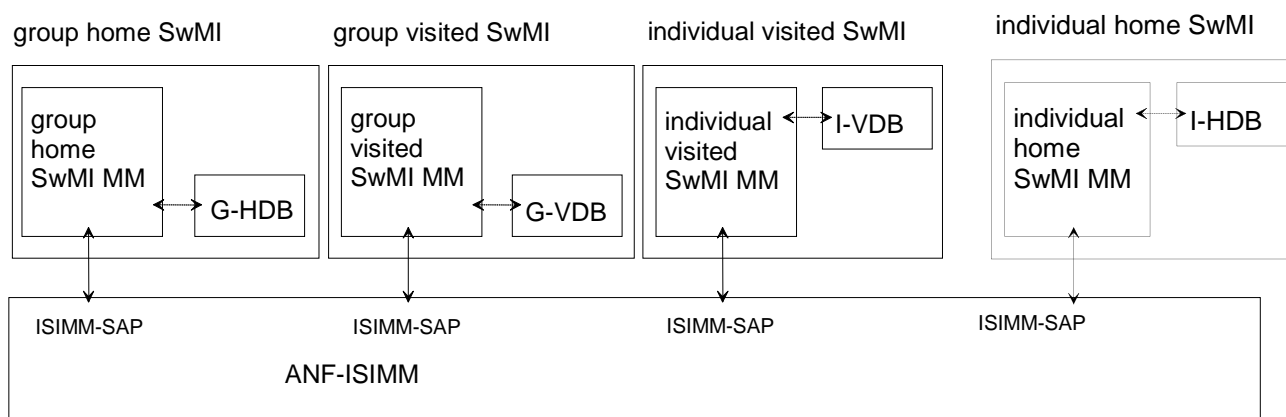 group home SwMI
group visited SwMI
individual visited SwMI
individual home SwMI
group
home
SwMI MM
G-HDB
group
visited
SwMI MM
G-VDB
individual
visited
SwMI MM
I-VDB
individual
home
SwMI MM
I-HDB
ISIMM-SAP
ISIMM-SAP
ISIMM-SAP
ISIMM-SAP
ANF-ISIMM